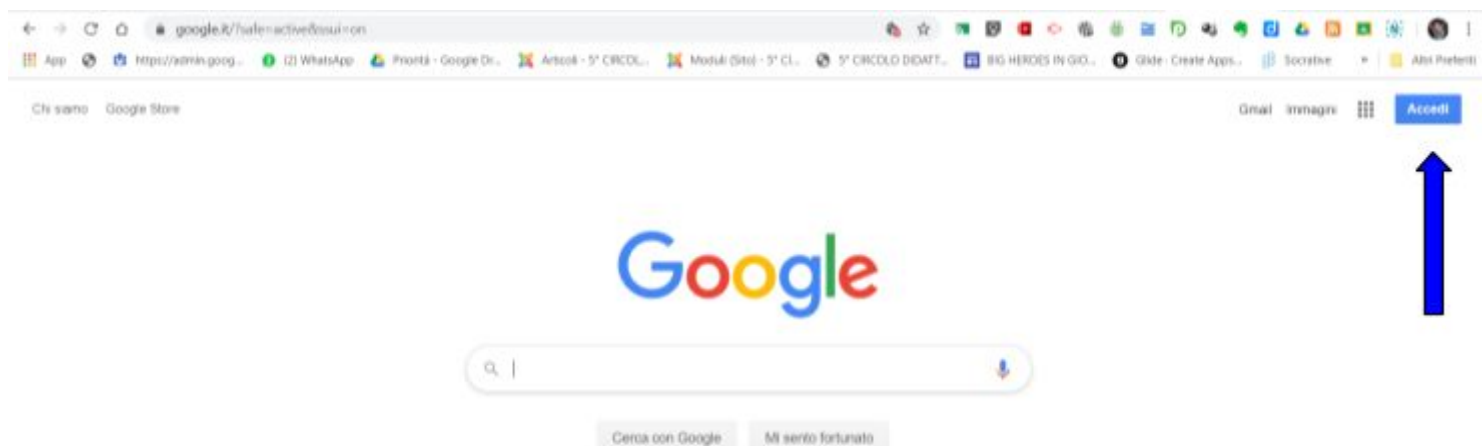 google.it/?safe=active&ssui=on
App https://admin.goog... (2) WhatsApp Priorità - Google Dr... Articoli - 5° CIRCOL... Moduli (Sito) - 5° CI... 5° CIRCOLO DIDATT... BIG HEROES IN GIO... Glide - Create Apps... Socrative » Altri Preferiti
Chi siamo Google Store Gmail Immagini Accedi
Google
Cerca con Google Mi sento fortunato